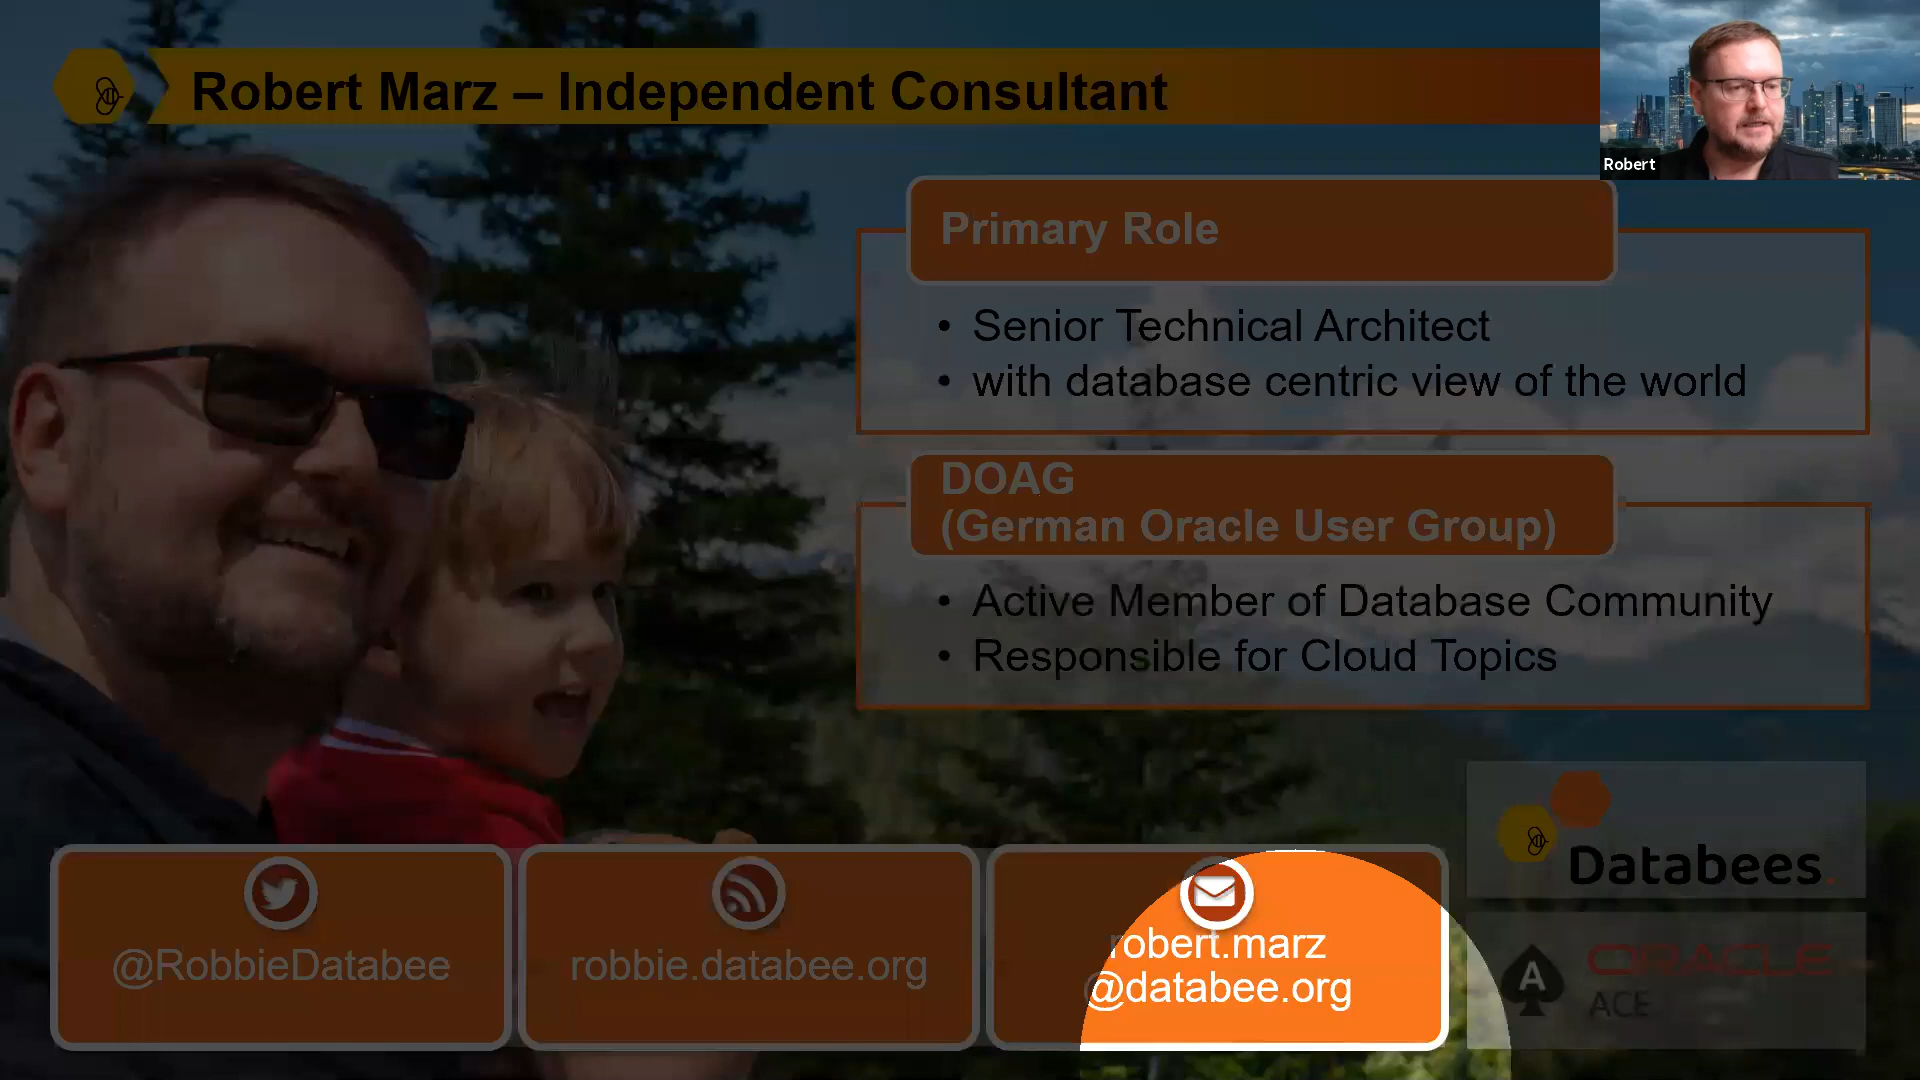 Robert Marz – Independent Consultant
Robert
Primary Role
• Senior Technical Architect
• with database centric view of the world
DOAG
(German Oracle User Group)
• Active Member of Database Community
• Responsible for Cloud Topics
@RobbieDatabee
robbie.databee.org
robert.marz
@databee.org
Databees.
A
ORACLE
ACE